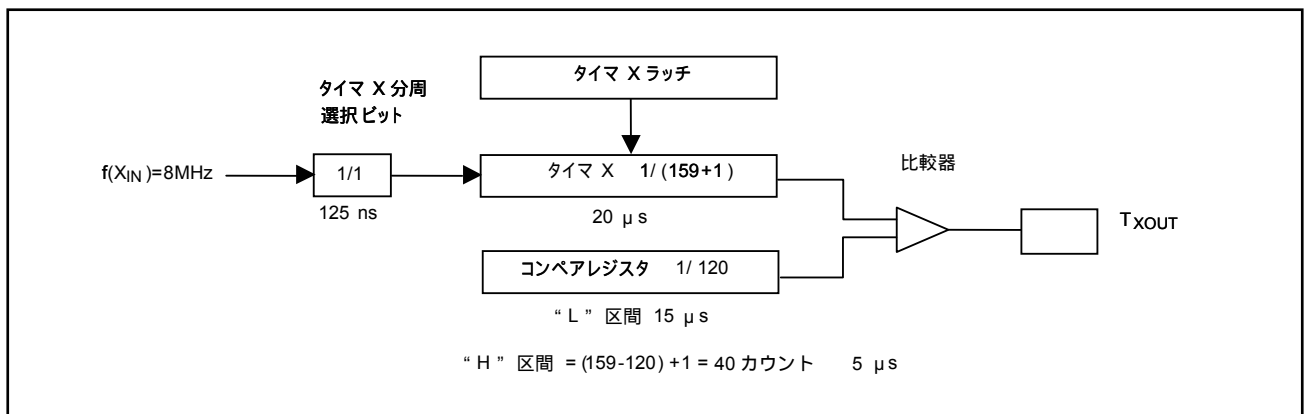 タイマ X ラッチ
タイマ X 分周
選択ビット
f(XIN)=8MHz
1/1
タイマ X 1/ (159+1)
比較器
125 ns
20 μs
TXOUT
コンペアレジスタ 1/ 120
“ L ” 区間 15 μs
“ H ” 区間 = (159-120) +1 = 40 カウント 5 μs